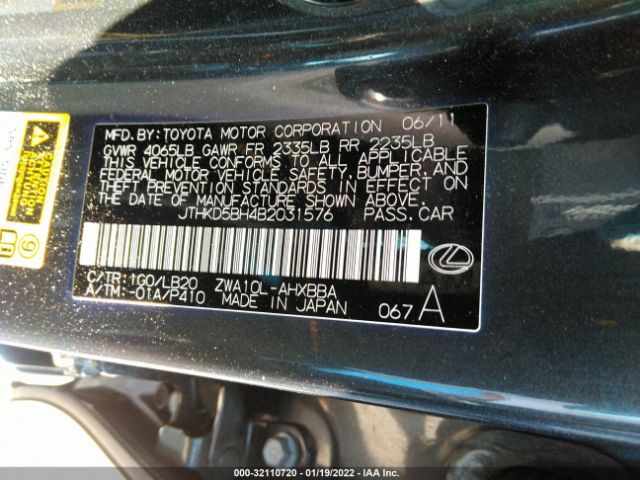 MFD.BY:TOYOTA MOTOR CORPORATION 06/11
GVWR 4065LB GAWR FR 2335LB RR 2235LB
THIS VEHICLE CONFORMS TO ALL APPLICABLE
FEDERAL MOTOR VEHICLE SAFETY,BUMPER,AND
THEFT PREVENTION STANDARDS IN EFFECT ON
THE DATE OF MANUFACTURE SHOWN ABOVE.
JTHKD5BH4B2031576 PASS.CAR
C/TR:1G0/LB20 ZWA10L-AHXBBA
A/TM:-01A/P410 MADE IN JAPAN 067 A
CAUTION
000-32110720 - 01/19/2022 - IAA Inc.